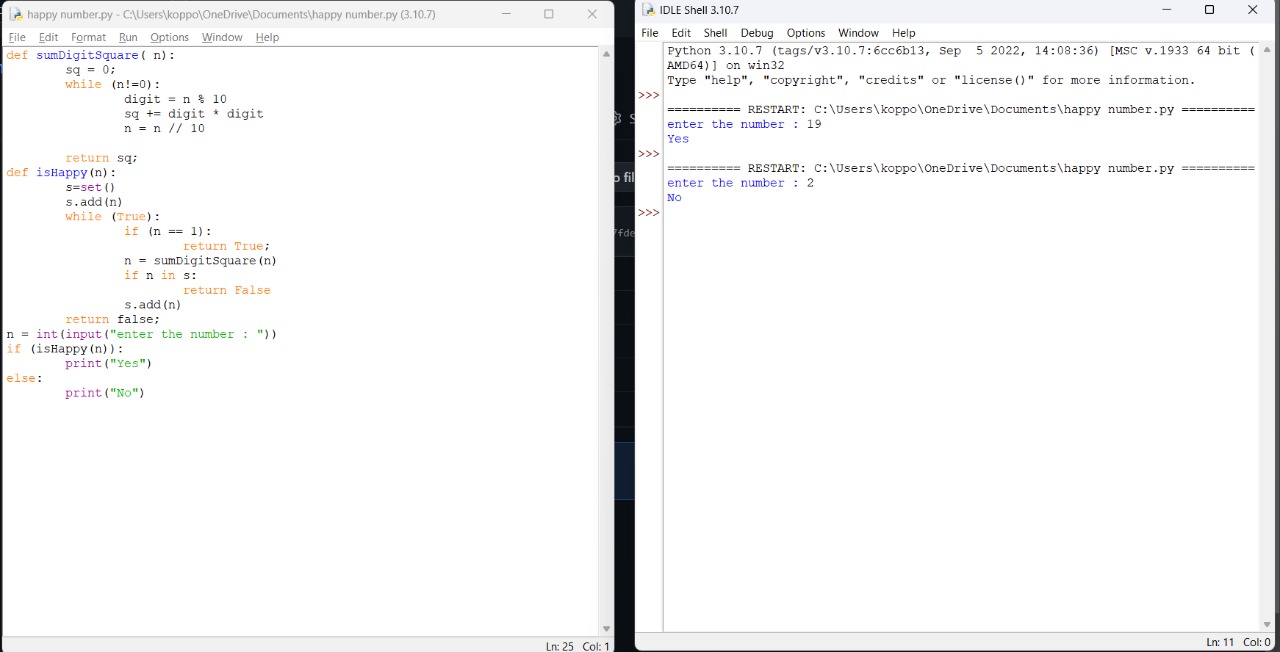 happy number.py - C:\Users\koppo\OneDrive\Documents\happy number.py (3.10.7)
File Edit Format Run Options Window Help
def sumDigitSquare( n):
        sq = 0;
        while (n!=0):
                digit = n % 10
                sq += digit * digit
                n = n // 10

        return sq;
def isHappy(n):
        s=set()
        s.add(n)
        while (True):
                if (n == 1):
                        return True;
                n = sumDigitSquare(n)
                if n in s:
                        return False
                s.add(n)
        return false;
n = int(input("enter the number : "))
if (isHappy(n)):
        print("Yes")
else:
        print("No")
Ln: 25 Col: 1
IDLE Shell 3.10.7
File Edit Shell Debug Options Window Help
Python 3.10.7 (tags/v3.10.7:6cc6b13, Sep  5 2022, 14:08:36) [MSC v.1933 64 bit (
AMD64)] on win32
Type "help", "copyright", "credits" or "license()" for more information.
>>>
========== RESTART: C:\Users\koppo\OneDrive\Documents\happy number.py ==========
enter the number : 19
Yes
>>>
========== RESTART: C:\Users\koppo\OneDrive\Documents\happy number.py ==========
enter the number : 2
No
>>>
Ln: 11 Col: 0